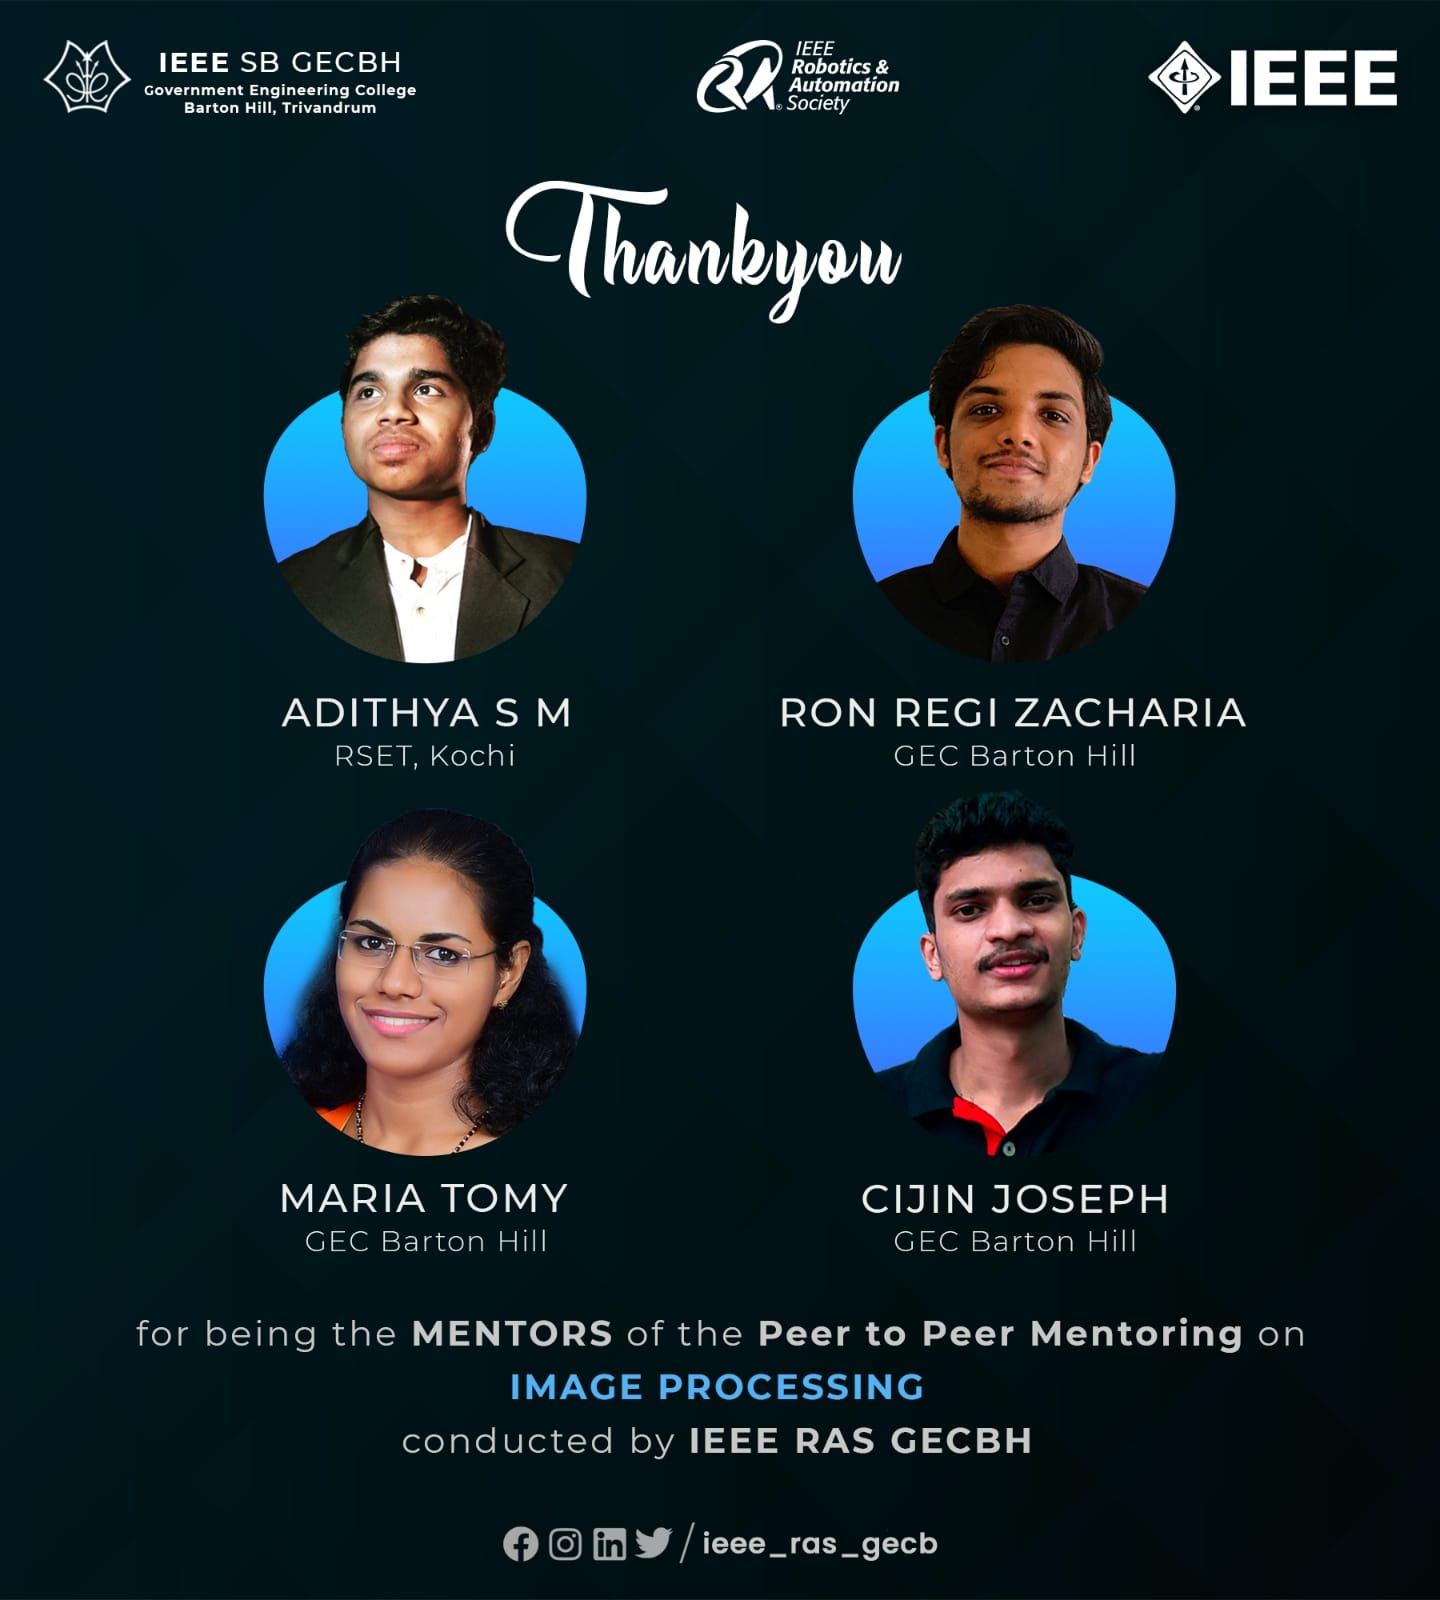 IEEE SB GECBH
Government Engineering College
Barton Hill, Trivandrum
IEEE
Robotics &
Automation
Society
IEEE
Thankyou
ADITHYA S M
RSET, Kochi
RON REGI ZACHARIA
GEC Barton Hill
MARIA TOMY
GEC Barton Hill
CIJIN JOSEPH
GEC Barton Hill
for being the MENTORS of the Peer to Peer Mentoring on
IMAGE PROCESSING
conducted by IEEE RAS GECBH
/ieee_ras_gecb